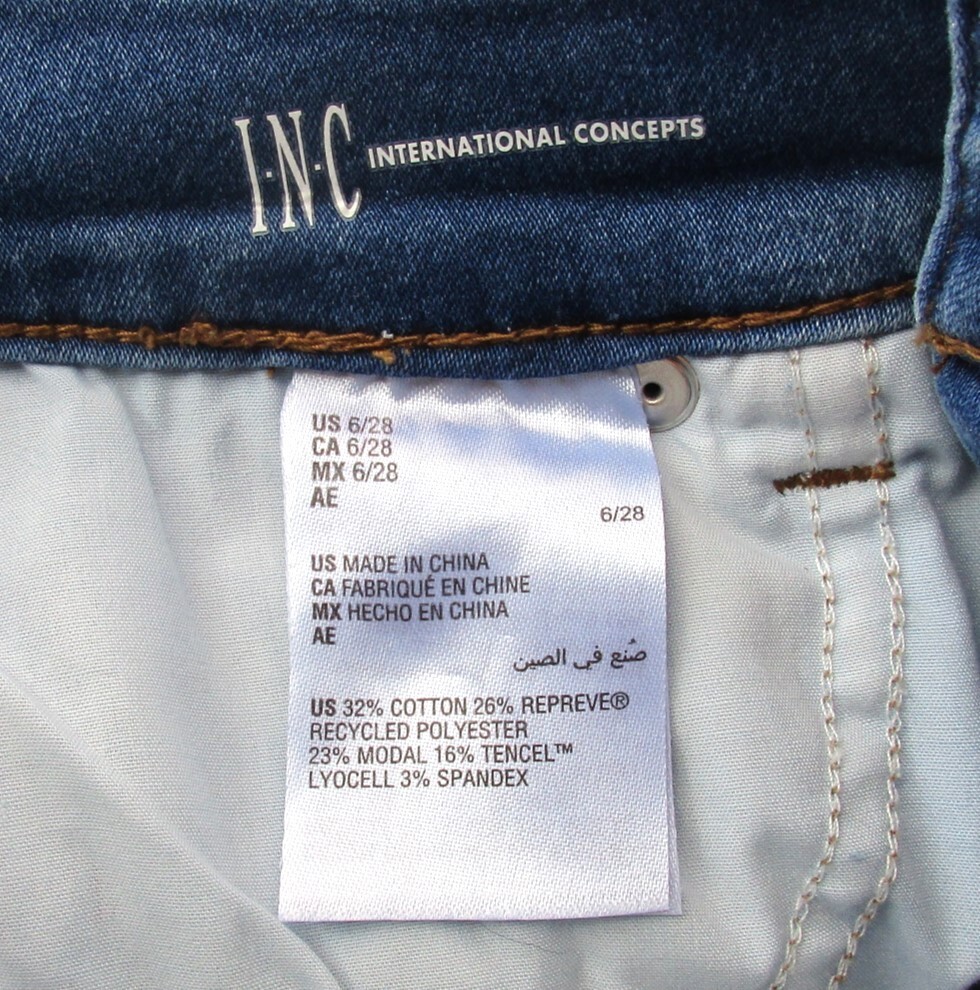 I·N·C INTERNATIONAL CONCEPTS
US 6/28
CA 6/28
MX 6/28
AE
6/28
US MADE IN CHINA
CA FABRIQUÉ EN CHINE
MX HECHO EN CHINA
AE
صُنع في الصين
US 32% COTTON 26% REPREVE®
RECYCLED POLYESTER
23% MODAL 16% TENCEL™
LYOCELL 3% SPANDEX